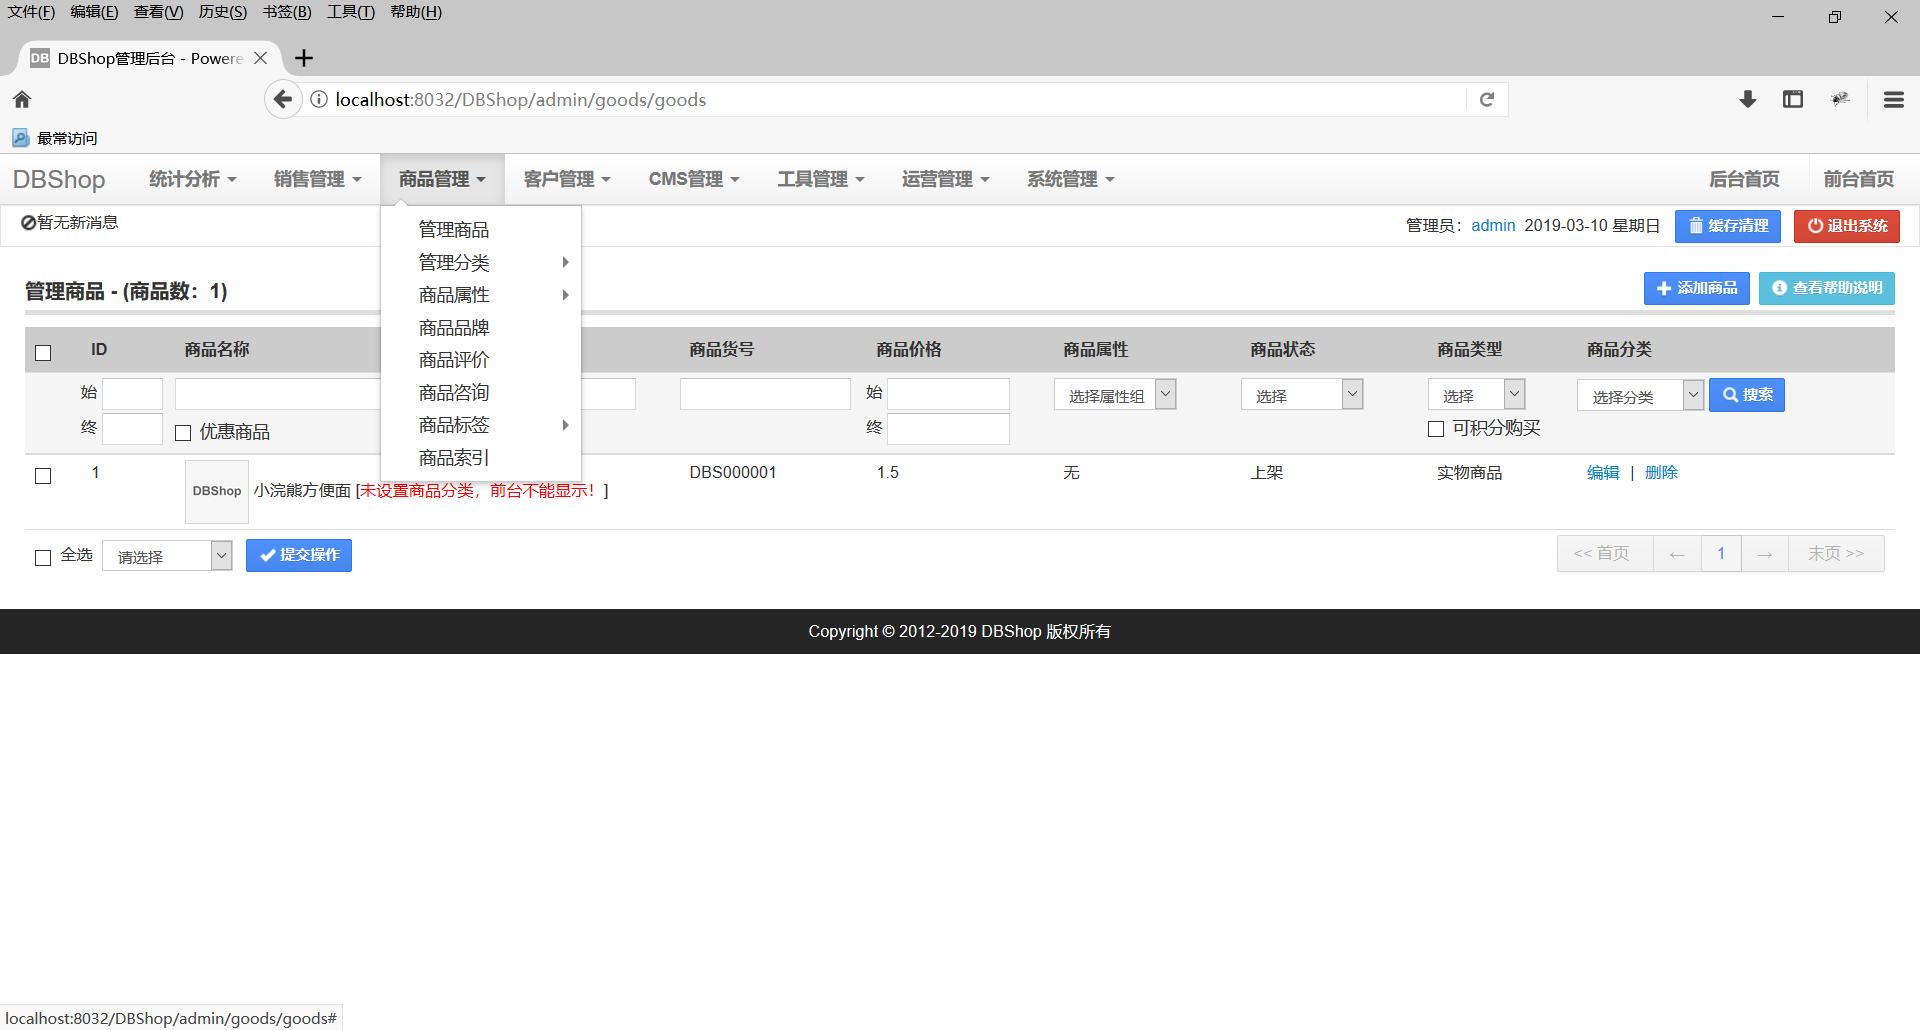 文件(F) 编辑(E) 查看(V) 历史(S) 书签(B) 工具(T) 帮助(H)
DB DBShop管理后台 - Powere
localhost:8032/DBShop/admin/goods/goods
最常访问
DBShop 统计分析 销售管理 商品管理 客户管理 CMS管理 工具管理 运营管理 系统管理 后台首页 前台首页
暂无新消息 管理员：admin 2019-03-10 星期日 缓存清理 退出系统
管理商品
管理分类
商品属性
商品品牌
商品评价
商品咨询
商品标签
商品索引
管理商品 - (商品数：1) 添加商品 查看帮助说明
ID 商品名称 商品货号 商品价格 商品属性 商品状态 商品类型 商品分类
始 始 选择属性组 选择 选择 选择分类 搜索
终 优惠商品 终 可积分购买
1 DBShop 小浣熊方便面 [未设置商品分类，前台不能显示！] DBS000001 1.5 无 上架 实物商品 编辑 | 删除
全选 请选择 提交操作 << 首页 ← 1 → 末页 >>
Copyright © 2012-2019 DBShop 版权所有
localhost:8032/DBShop/admin/goods/goods#